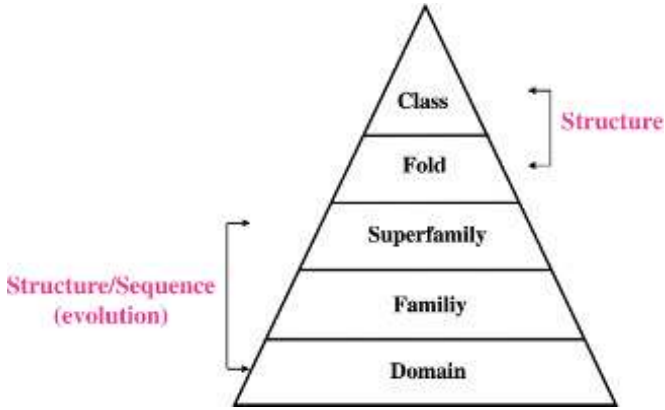 Class
Structure
Fold
Superfamily
Structure/Sequence
(evolution)
Familiy
Domain